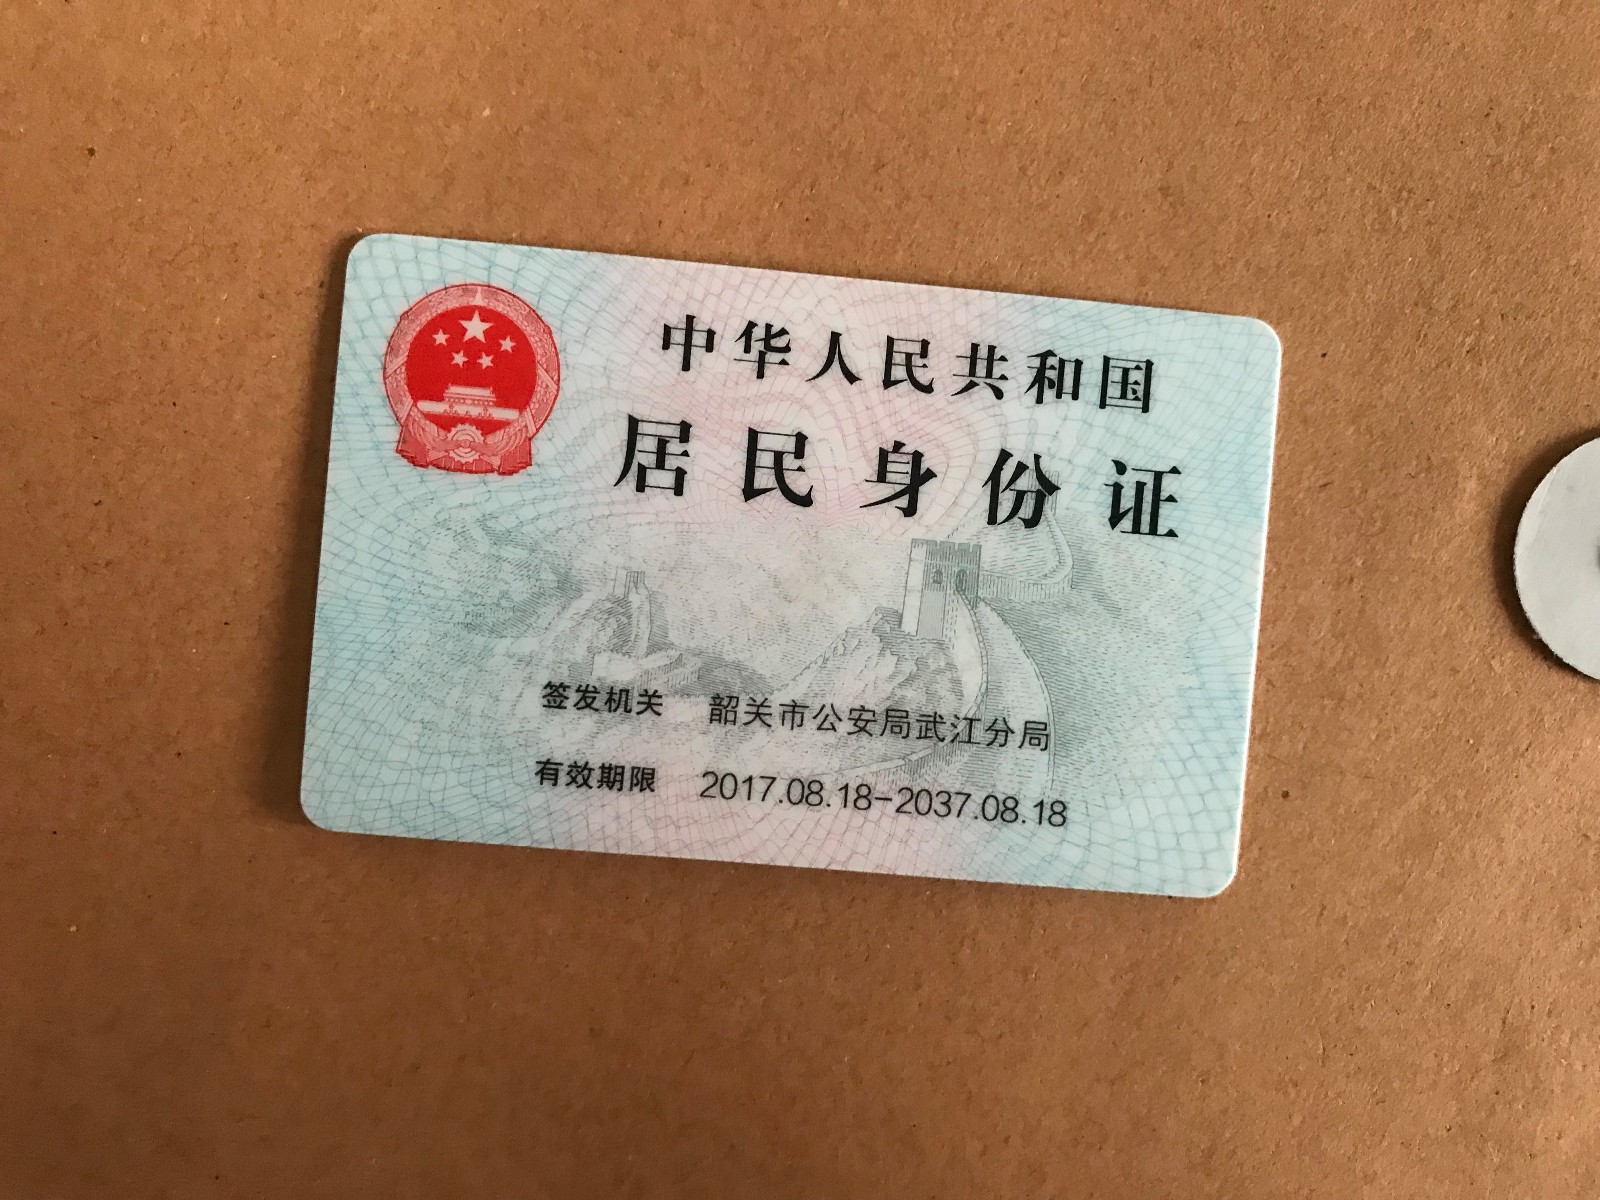 中华人民共和国
居民身份证
签发机关 韶关市公安局武江分局
有效期限 2017.08.18-2037.08.18